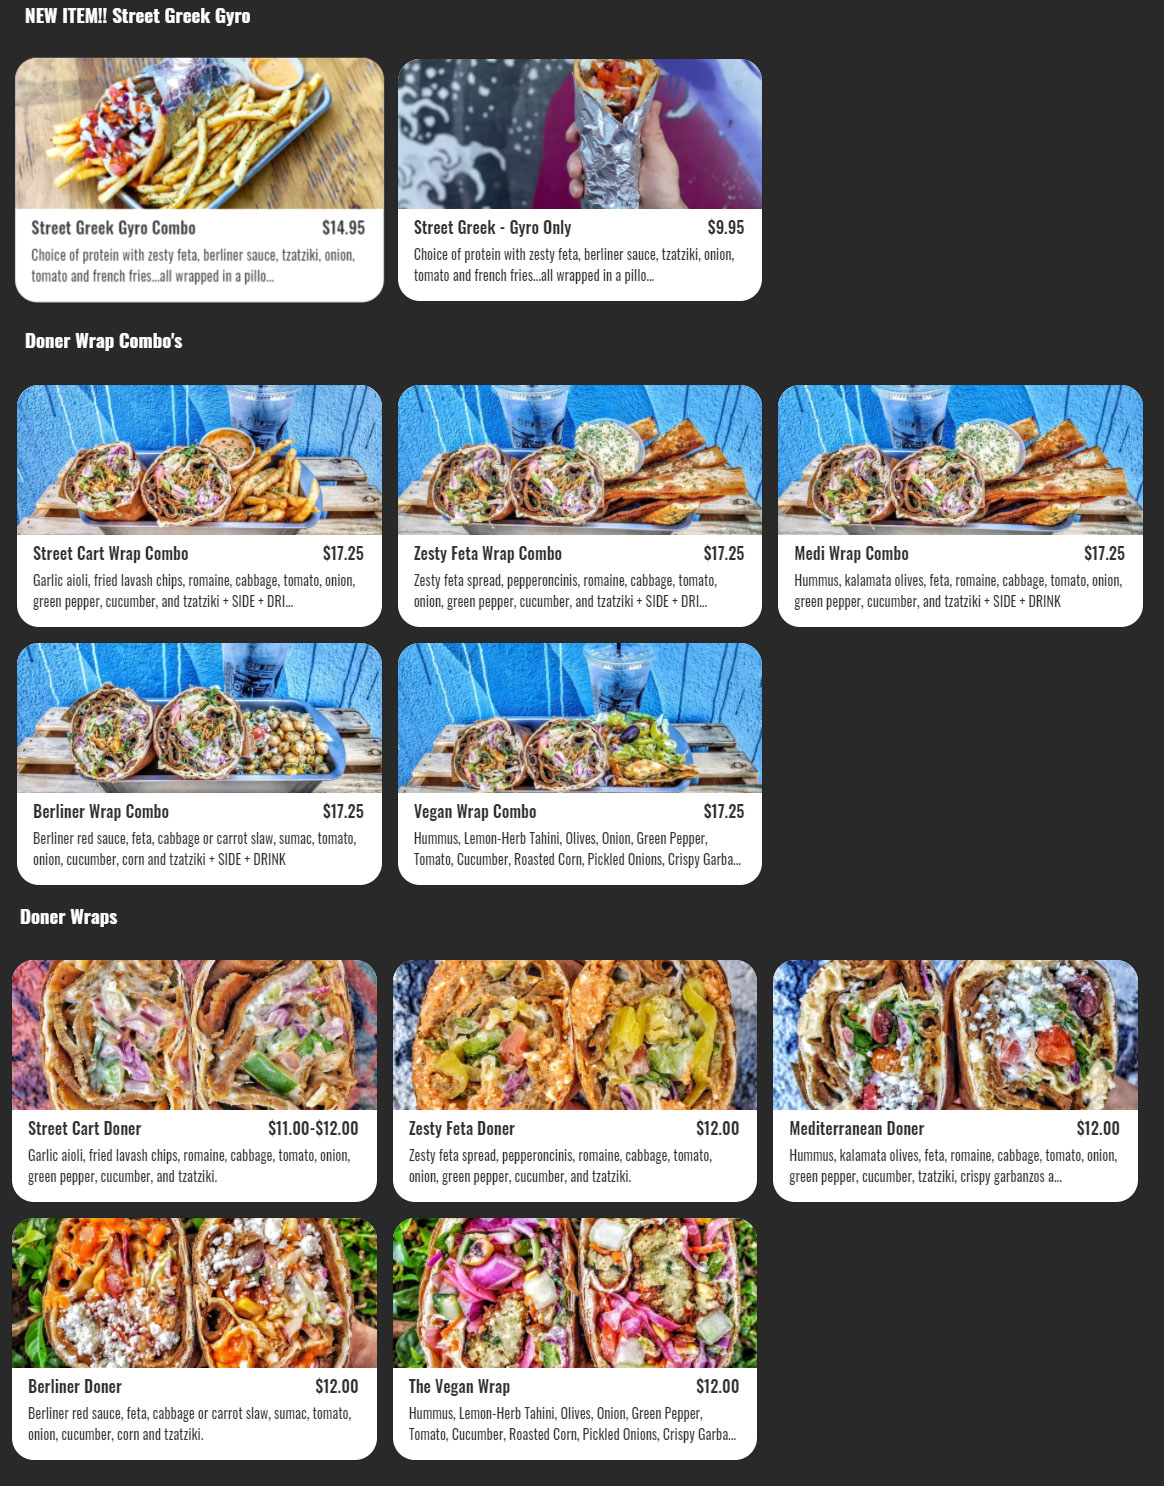 NEW ITEM!! Street Greek Gyro
Street Greek Gyro Combo $14.95
Choice of protein with zesty feta, berliner sauce, tzatziki, onion,
tomato and french fries...all wrapped in a pillo...
Street Greek - Gyro Only $9.95
Choice of protein with zesty feta, berliner sauce, tzatziki, onion,
tomato and french fries...all wrapped in a pillo...
Doner Wrap Combo's
Street Cart Wrap Combo $17.25
Garlic aioli, fried lavash chips, romaine, cabbage, tomato, onion,
green pepper, cucumber, and tzatziki + SIDE + DRI...
Zesty Feta Wrap Combo $17.25
Zesty feta spread, pepperoncinis, romaine, cabbage, tomato,
onion, green pepper, cucumber, and tzatziki + SIDE + DRI...
Medi Wrap Combo $17.25
Hummus, kalamata olives, feta, romaine, cabbage, tomato, onion,
green pepper, cucumber, and tzatziki + SIDE + DRINK
Berliner Wrap Combo $17.25
Berliner red sauce, feta, cabbage or carrot slaw, sumac, tomato,
onion, cucumber, corn and tzatziki + SIDE + DRINK
Vegan Wrap Combo $17.25
Hummus, Lemon-Herb Tahini, Olives, Onion, Green Pepper,
Tomato, Cucumber, Roasted Corn, Pickled Onions, Crispy Garba...
Doner Wraps
Street Cart Doner $11.00-$12.00
Garlic aioli, fried lavash chips, romaine, cabbage, tomato, onion,
green pepper, cucumber, and tzatziki.
Zesty Feta Doner $12.00
Zesty feta spread, pepperoncinis, romaine, cabbage, tomato,
onion, green pepper, cucumber, and tzatziki.
Mediterranean Doner $12.00
Hummus, kalamata olives, feta, romaine, cabbage, tomato, onion,
green pepper, cucumber, tzatziki, crispy garbanzos a...
Berliner Doner $12.00
Berliner red sauce, feta, cabbage or carrot slaw, sumac, tomato,
onion, cucumber, corn and tzatziki.
The Vegan Wrap $12.00
Hummus, Lemon-Herb Tahini, Olives, Onion, Green Pepper,
Tomato, Cucumber, Roasted Corn, Pickled Onions, Crispy Garba...